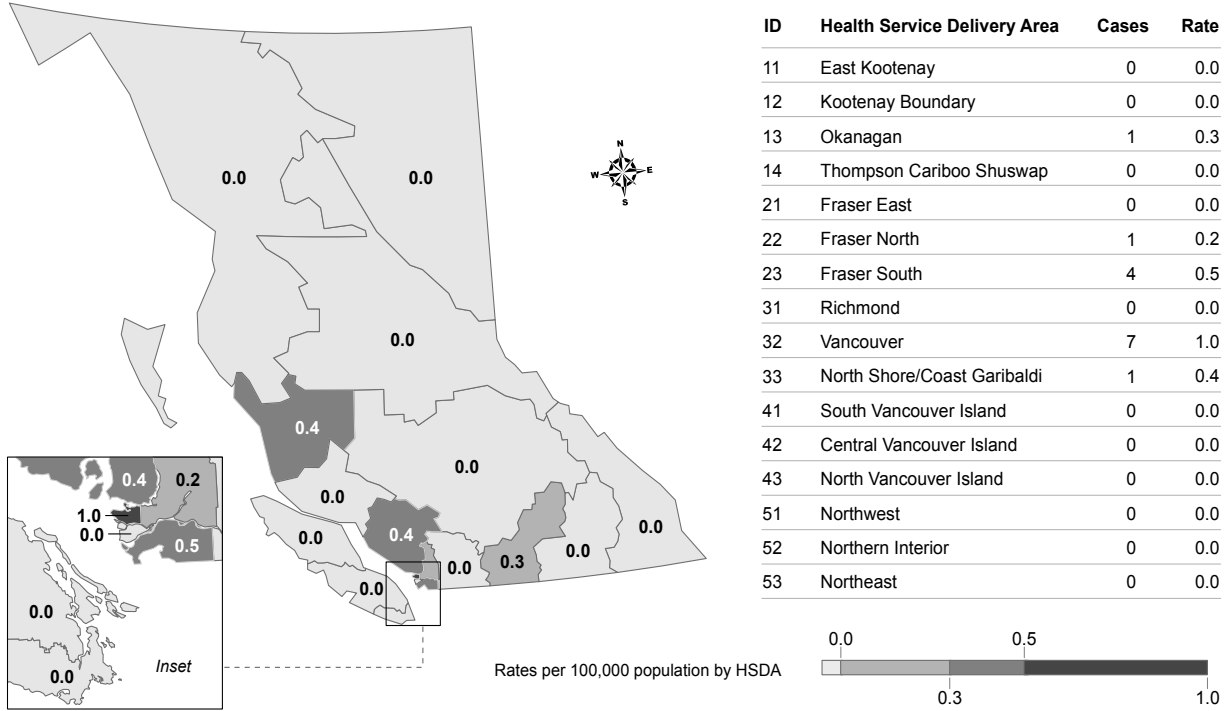 N
W E
S
0.0
0.0
0.0
0.4
0.0
0.0
0.0
0.4
0.0
0.0
0.3
0.0
0.0
0.4
0.2
1.0
0.0
0.5
0.0
0.0
Inset
ID Health Service Delivery Area Cases Rate
11 East Kootenay 0 0.0
12 Kootenay Boundary 0 0.0
13 Okanagan 1 0.3
14 Thompson Cariboo Shuswap 0 0.0
21 Fraser East 0 0.0
22 Fraser North 1 0.2
23 Fraser South 4 0.5
31 Richmond 0 0.0
32 Vancouver 7 1.0
33 North Shore/Coast Garibaldi 1 0.4
41 South Vancouver Island 0 0.0
42 Central Vancouver Island 0 0.0
43 North Vancouver Island 0 0.0
51 Northwest 0 0.0
52 Northern Interior 0 0.0
53 Northeast 0 0.0
Rates per 100,000 population by HSDA
0.0 0.5
0.3 1.0